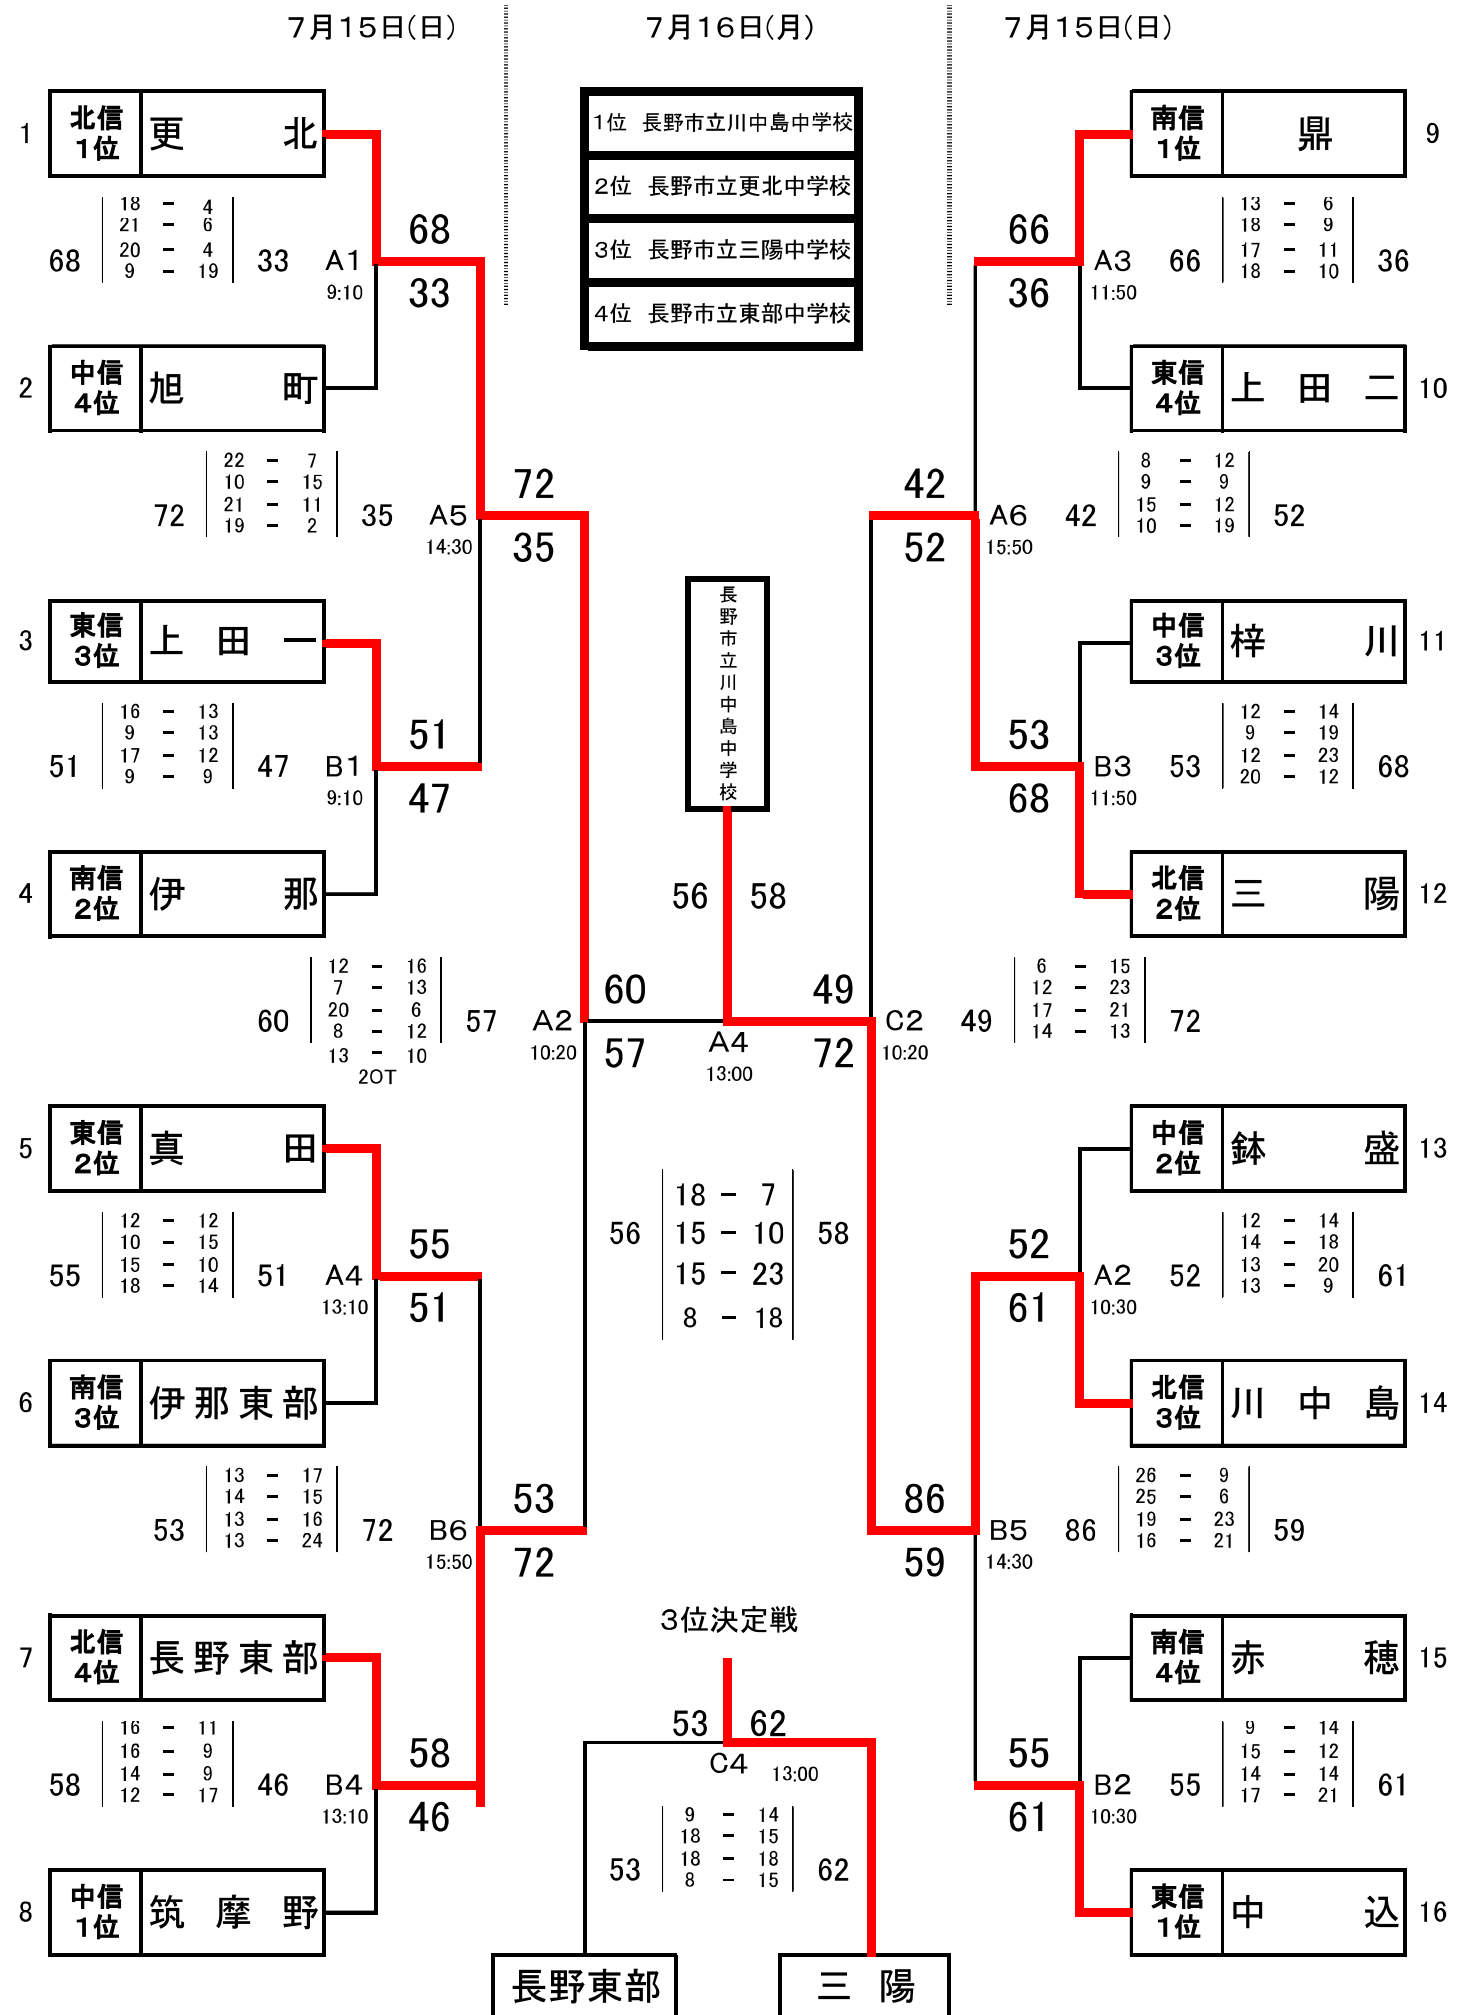 7月15日(日)
7月16日(月)
7月15日(日)
1位 長野市立川中島中学校
2位 長野市立更北中学校
3位 長野市立三陽中学校
4位 長野市立東部中学校
1
北信
1位
更北
18 - 4
21 - 6
20 - 4
9 - 19
68
33
A1
9:10
68
33
2
中信
4位
旭町
22 - 7
10 - 15
21 - 11
19 - 2
72
35
A5
14:30
72
35
3
東信
3位
上田一
16 - 13
9 - 13
17 - 12
9 - 9
51
47
B1
9:10
51
47
4
南信
2位
伊那
12 - 16
7 - 13
20 - 6
8 - 12
13 - 10
2OT
60
57
A2
10:20
60
57
5
東信
2位
真田
12 - 12
10 - 15
15 - 10
18 - 14
55
51
A4
13:10
55
51
6
南信
3位
伊那東部
13 - 17
14 - 15
13 - 16
13 - 24
53
72
B6
15:50
53
72
7
北信
4位
長野東部
16 - 11
16 - 9
14 - 9
12 - 17
58
46
B4
13:10
58
46
8
中信
1位
筑摩野
長野市立川中島中学校
56
58
A4
13:00
18 - 7
15 - 10
15 - 23
8 - 18
56
58
3位決定戦
53
62
C4
13:00
9 - 14
18 - 15
18 - 18
8 - 15
53
62
長野東部
三陽
南信
1位
鼎
9
66
36
A3
11:50
66
13 - 6
18 - 9
17 - 11
18 - 10
36
東信
4位
上田二
10
42
52
A6
15:50
42
8 - 12
9 - 9
15 - 12
10 - 19
52
中信
3位
梓川
11
53
68
B3
11:50
53
12 - 14
9 - 19
12 - 23
20 - 12
68
北信
2位
三陽
12
49
72
C2
10:20
49
6 - 15
12 - 23
17 - 21
14 - 13
72
中信
2位
鉢盛
13
52
61
A2
10:30
52
12 - 14
14 - 18
13 - 20
13 - 9
61
北信
3位
川中島
14
86
59
B5
14:30
86
26 - 9
25 - 6
19 - 23
16 - 21
59
南信
4位
赤穂
15
55
61
B2
10:30
55
9 - 14
15 - 12
14 - 14
17 - 21
61
東信
1位
中込
16